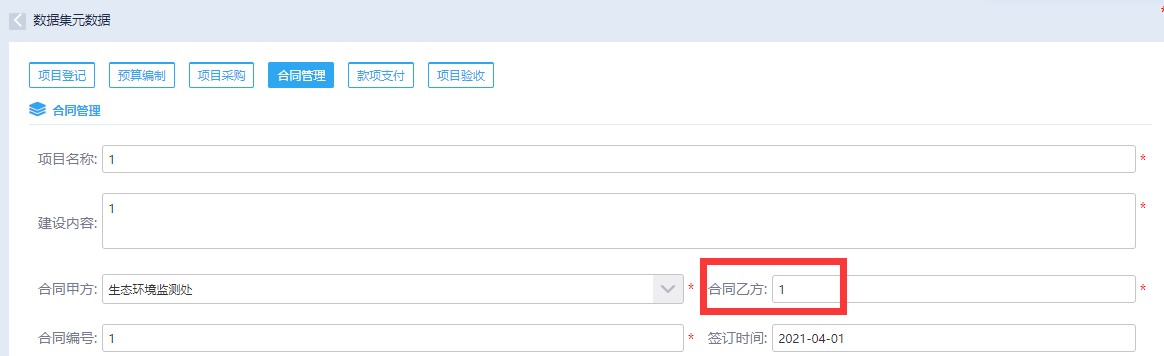 数据集元数据
*
项目登记 预算编制 项目采购 合同管理 款项支付 项目验收
合同管理
项目名称: 1 *
建设内容: 1 *
合同甲方: 生态环境监测处 * 合同乙方: 1 *
合同编号: 1 * 签订时间: 2021-04-01